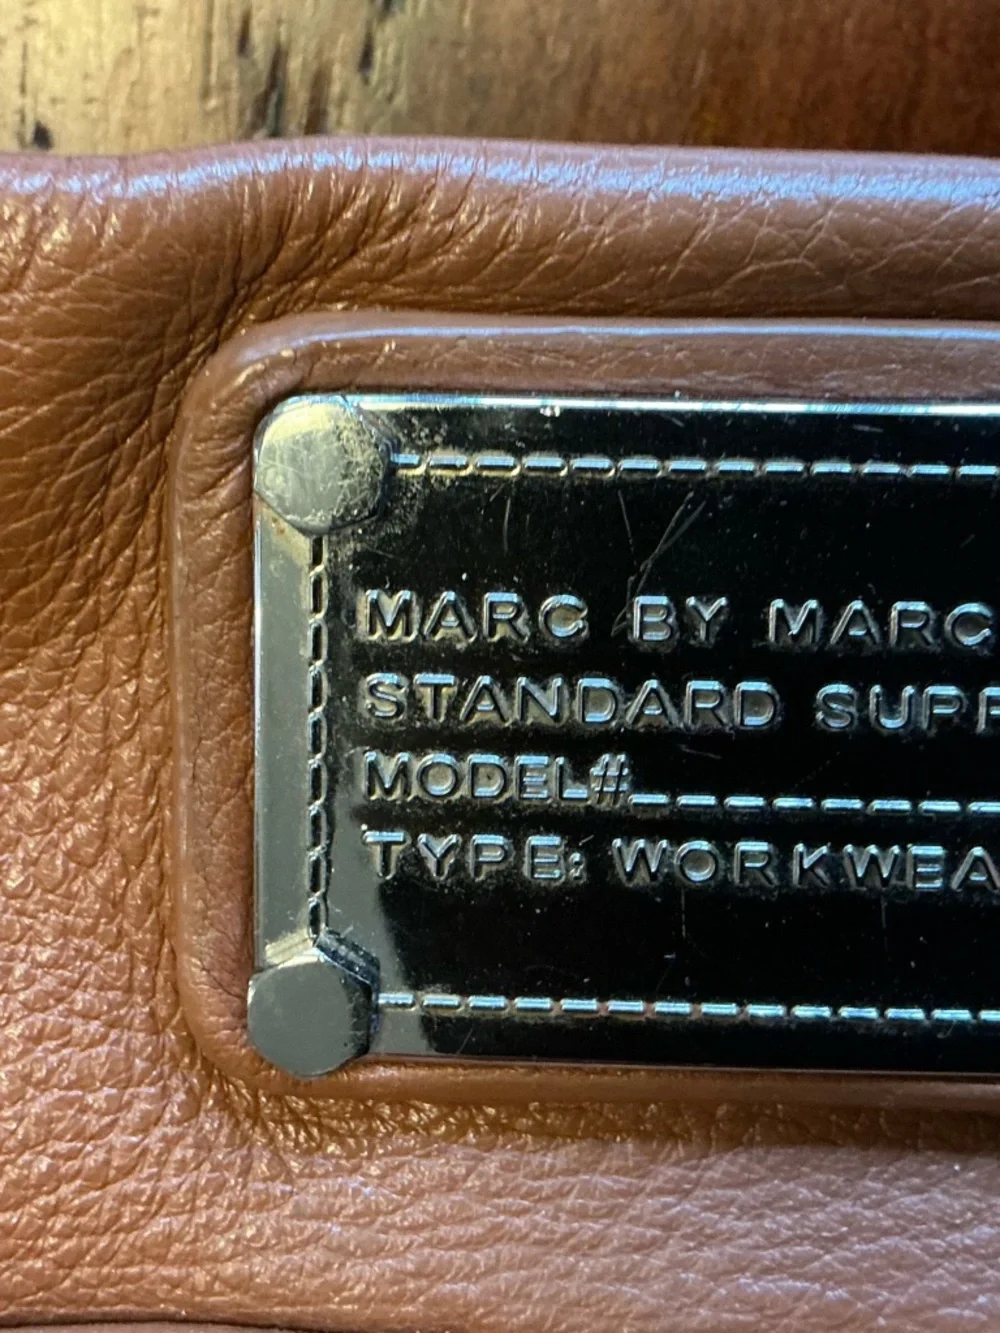 MARC BY MARC
STANDARD SUPP
MODEL#
TYPE: WORKWEA